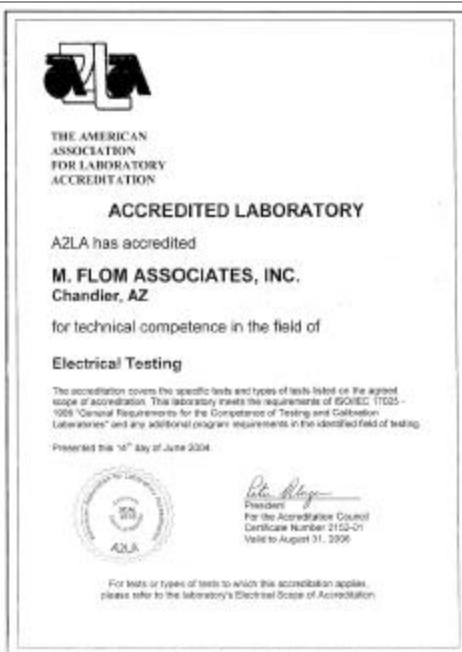 A2LA
THE AMERICAN
ASSOCIATION
FOR LABORATORY
ACCREDITATION
ACCREDITED LABORATORY
A2LA has accredited
M. FLOM ASSOCIATES, INC.
Chandler, AZ
for technical competence in the field of
Electrical Testing
The accreditation covers the specific tests and types of tests listed on the agreed
scope of accreditation. This laboratory meets the requirements of ISO/IEC 17025 -
1999 "General Requirements for the Competence of Testing and Calibration
Laboratories" and any additional program requirements in the identified field of testing.
Presented this 14th day of June 2004.
President
For the Accreditation Council
Certificate Number 2152-01
Valid to August 31, 2006
A2LA
For tests or types of tests to which this accreditation applies,
please refer to the laboratory's Electrical Scope of Accreditation